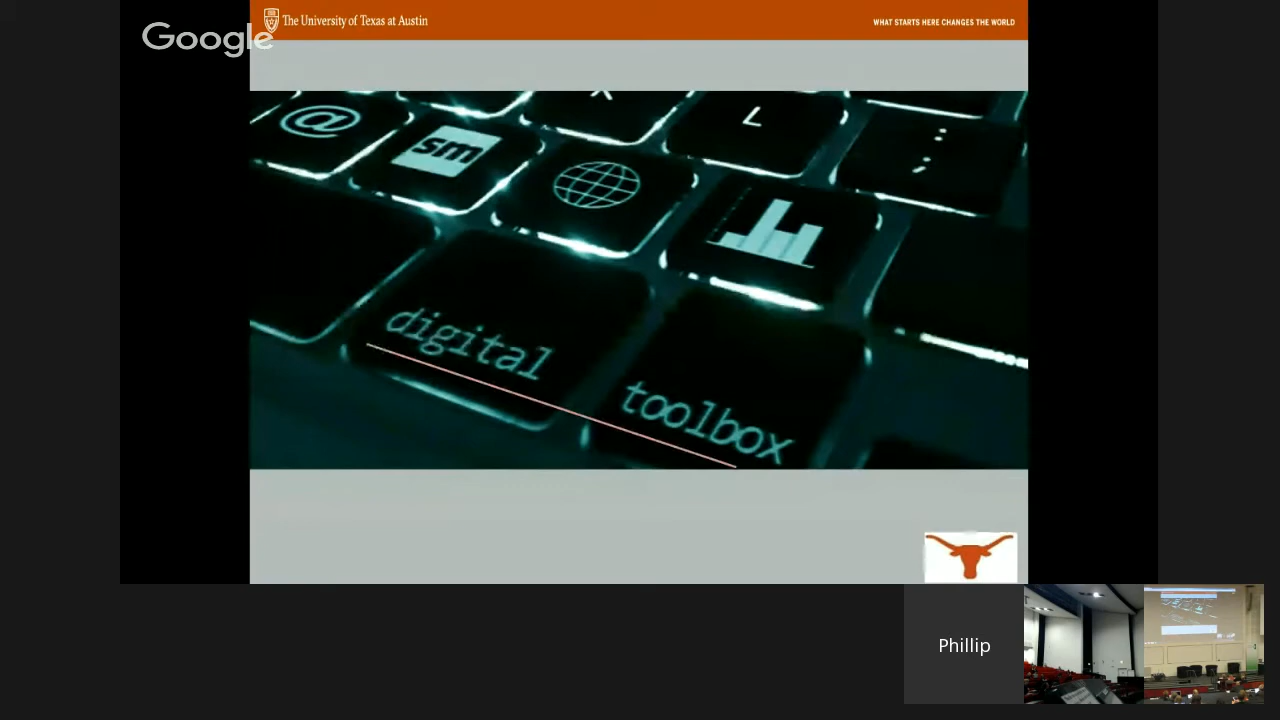 The University of Texas at Austin
WHAT STARTS HERE CHANGES THE WORLD
Google
@
sm
L
:
;
digital
toolbox
Phillip